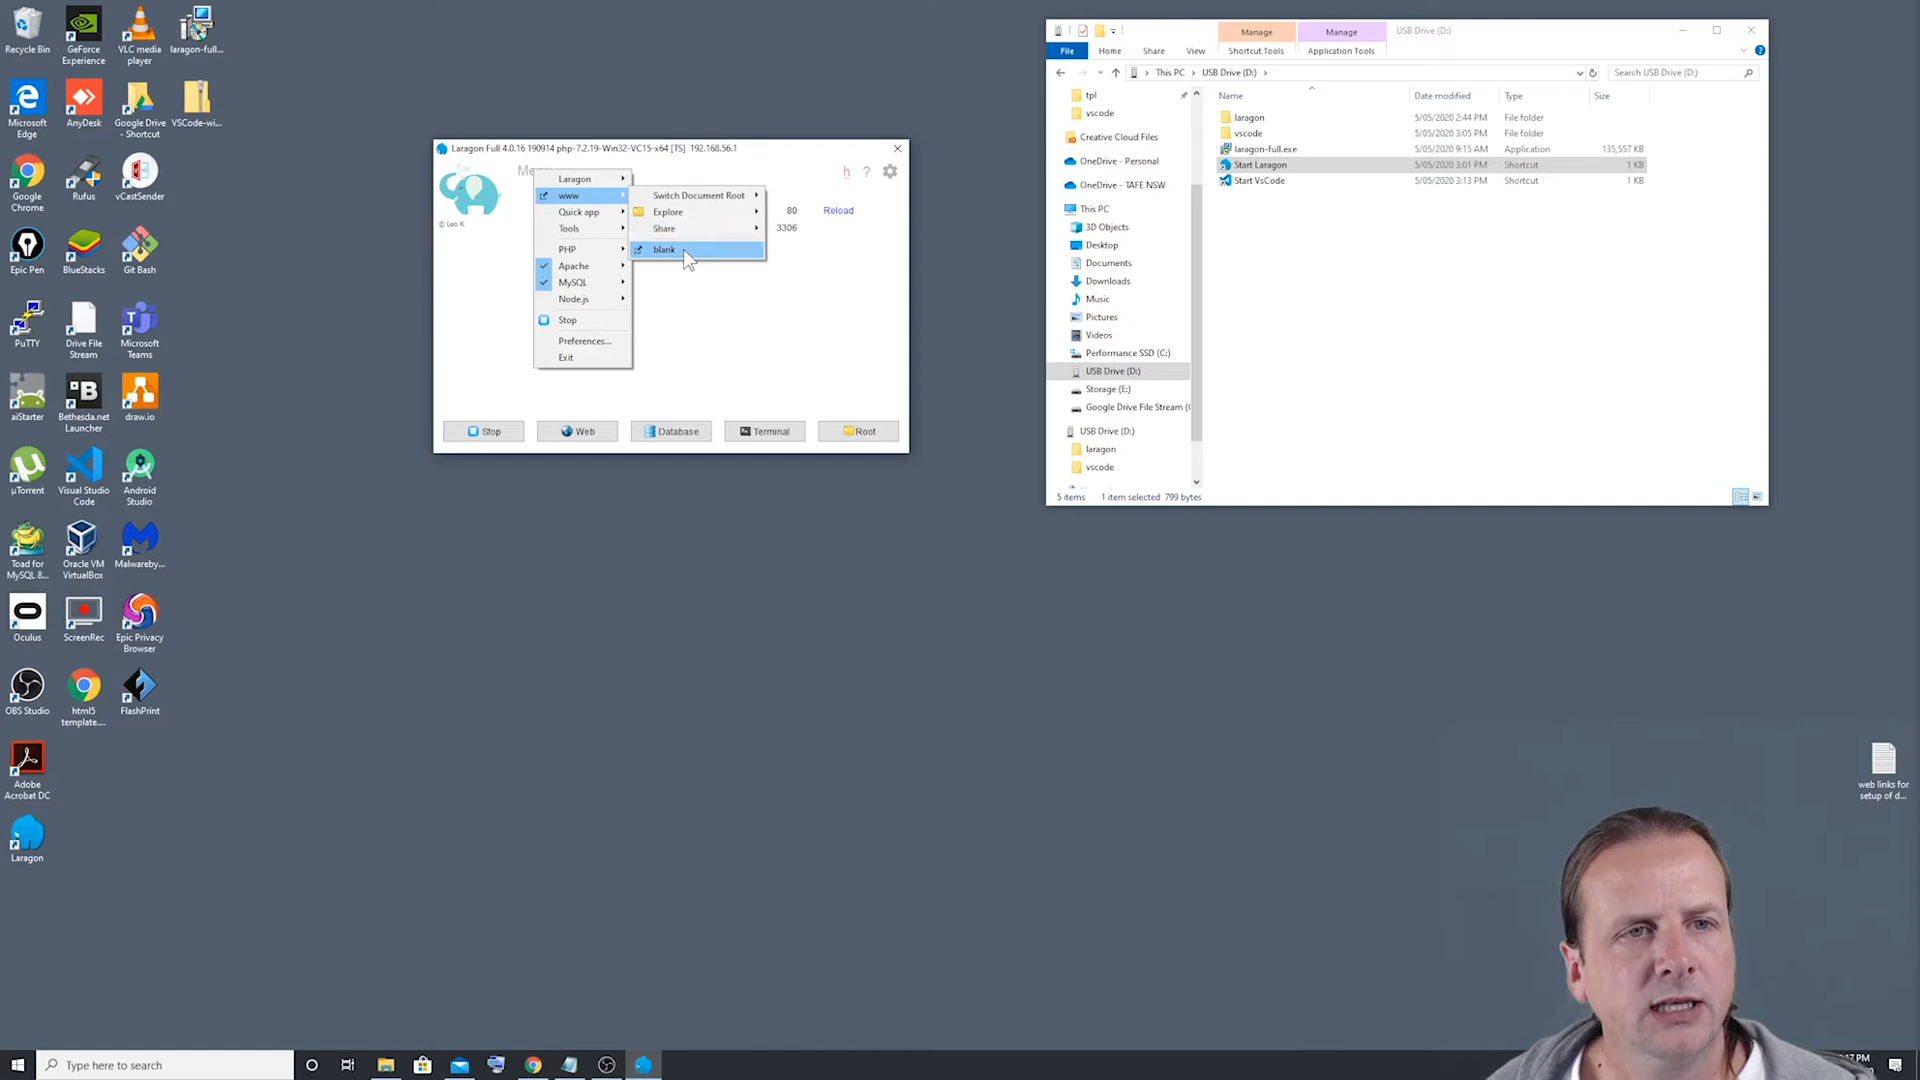 Recycle Bin
GeForce Experience
VLC media player
laragon-full...
Microsoft Edge
AnyDesk
Google Drive - Shortcut
VSCode-wi...
Google Chrome
Rufus
vCastSender
Epic Pen
BlueStacks
Git Bash
PuTTY
Drive File Stream
Microsoft Teams
aiStarter
Bethesda.net Launcher
draw.io
µTorrent
Visual Studio Code
Android Studio
Toad for MySQL 8...
Oracle VM VirtualBox
Malwareby...
Oculus
ScreenRec
Epic Privacy Browser
OBS Studio
html5 template....
FlashPrint
Adobe Acrobat DC
Laragon
Laragon Full 4.0.16 190914 php-7.2.19-Win32-VC15-x64 [TS] 192.168.56.1
h ?
© Leo K
Laragon
www
Quick app
Tools
PHP
Apache
MySQL
Node.js
Stop
Preferences...
Exit
Switch Document Root
Explore
Share
blank
80 Reload
3306
Stop Web Database Terminal Root
Manage Manage USB Drive (D:)
File Home Share View Shortcut Tools Application Tools
This PC USB Drive (D:) Search USB Drive (D:)
tpl
vscode
Creative Cloud Files
OneDrive - Personal
OneDrive - TAFE NSW
This PC
3D Objects
Desktop
Documents
Downloads
Music
Pictures
Videos
Performance SSD (C:)
USB Drive (D:)
Storage (E:)
Google Drive File Stream (
USB Drive (D:)
laragon
vscode
Name Date modified Type Size
laragon 5/05/2020 2:44 PM File folder
vscode 5/05/2020 3:05 PM File folder
laragon-full.exe 5/05/2020 9:15 AM Application 135,557 KB
Start Laragon 5/05/2020 3:01 PM Shortcut 1 KB
Start VsCode 5/05/2020 3:13 PM Shortcut 1 KB
5 items 1 item selected 799 bytes
web links for setup of d...
Type here to search